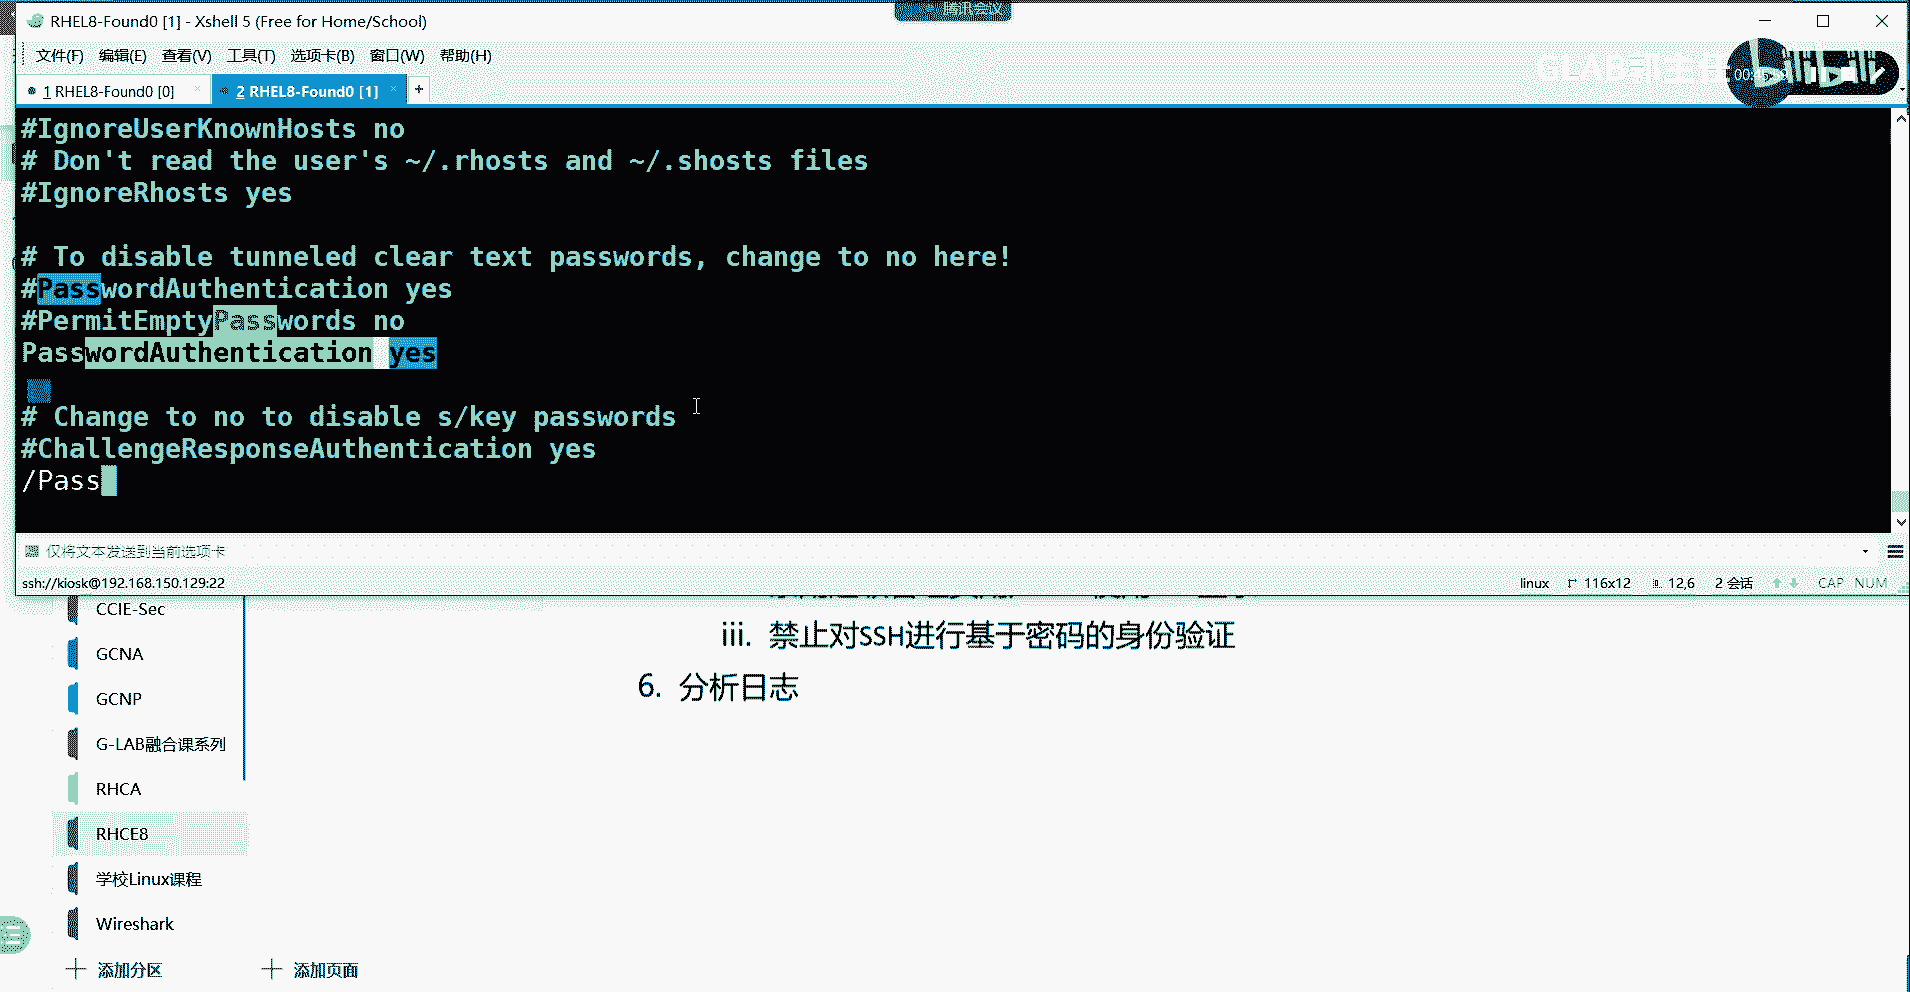 腾讯会议
RHEL8-Found0 [1] - Xshell 5 (Free for Home/School)
文件(F) 编辑(E) 查看(V) 工具(T) 选项卡(B) 窗口(W) 帮助(H)
1 RHEL8-Found0 [0] × 2 RHEL8-Found0 [1] × +
#IgnoreUserKnownHosts no
# Don't read the user's ~/.rhosts and ~/.shosts files
#IgnoreRhosts yes
# To disable tunneled clear text passwords, change to no here!
#PasswordAuthentication yes
#PermitEmptyPasswords no
PasswordAuthentication yes
# Change to no to disable s/key passwords
#ChallengeResponseAuthentication yes
/Pass
仅将文本发送到当前选项卡
ssh://kiosk@192.168.150.129:22 linux 116x12 12,6 2 会话 CAP NUM
CCIE-Sec
iii. 禁止对SSH进行基于密码的身份验证
GCNA
6. 分析日志
GCNP
G-LAB融合课系列
RHCA
RHCE8
学校Linux课程
Wireshark
添加分区 添加页面